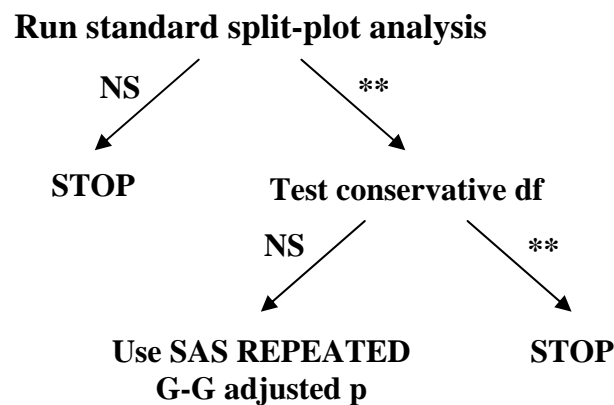 Run standard split-plot analysis
NS
**
STOP
Test conservative df
NS
**
Use SAS REPEATED
G-G adjusted p
STOP